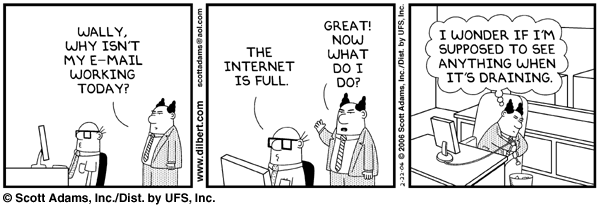 WALLY,
WHY ISN'T
MY E-MAIL
WORKING
TODAY?
www.dilbert.com
scottadams@aol.com
THE
INTERNET
IS FULL.
GREAT!
NOW
WHAT
DO I
DO?
2-22-06 © 2006 Scott Adams, Inc./Dist. by UFS, Inc.
I WONDER IF I'M
SUPPOSED TO SEE
ANYTHING WHEN
IT'S DRAINING.
© Scott Adams, Inc./Dist. by UFS, Inc.